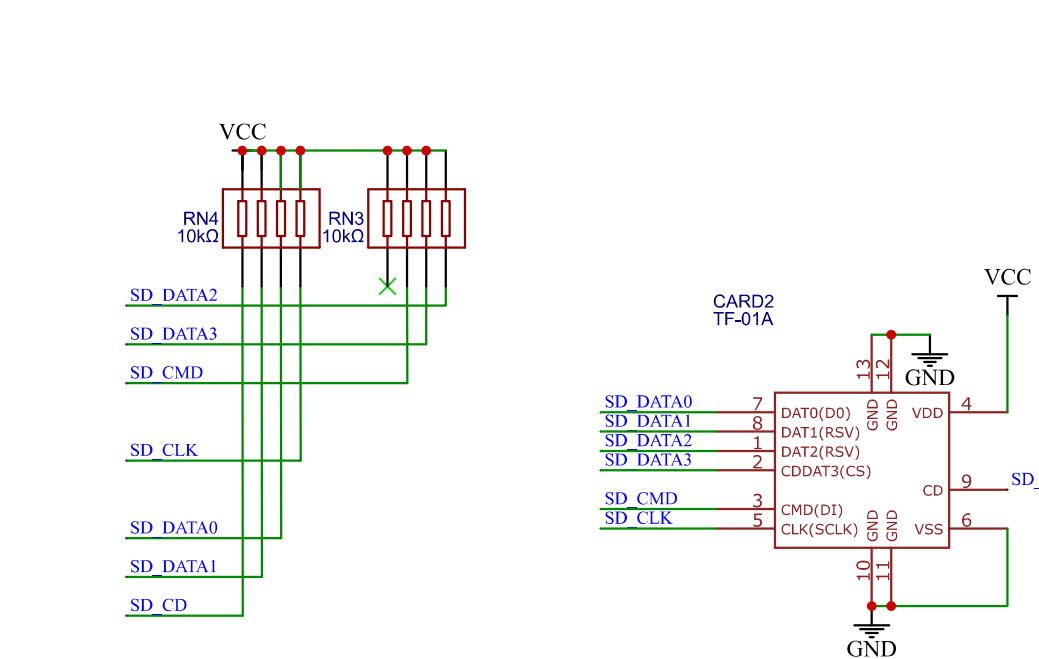 VCC
RN4
10kΩ
RN3
10kΩ
SD_DATA2
SD_DATA3
SD_CMD
SD_CLK
SD_DATA0
SD_DATA1
SD_CD
CARD2
TF-01A
VCC
13
12
GND
SD_DATA0
SD_DATA1
SD_DATA2
SD_DATA3
SD_CMD
SD_CLK
7
8
1
2
3
5
DAT0(D0)
DAT1(RSV)
DAT2(RSV)
CDDAT3(CS)
CMD(DI)
CLK(SCLK)
GND
GND
GND
GND
VDD
CD
VSS
4
9
6
SD_
10
11
GND